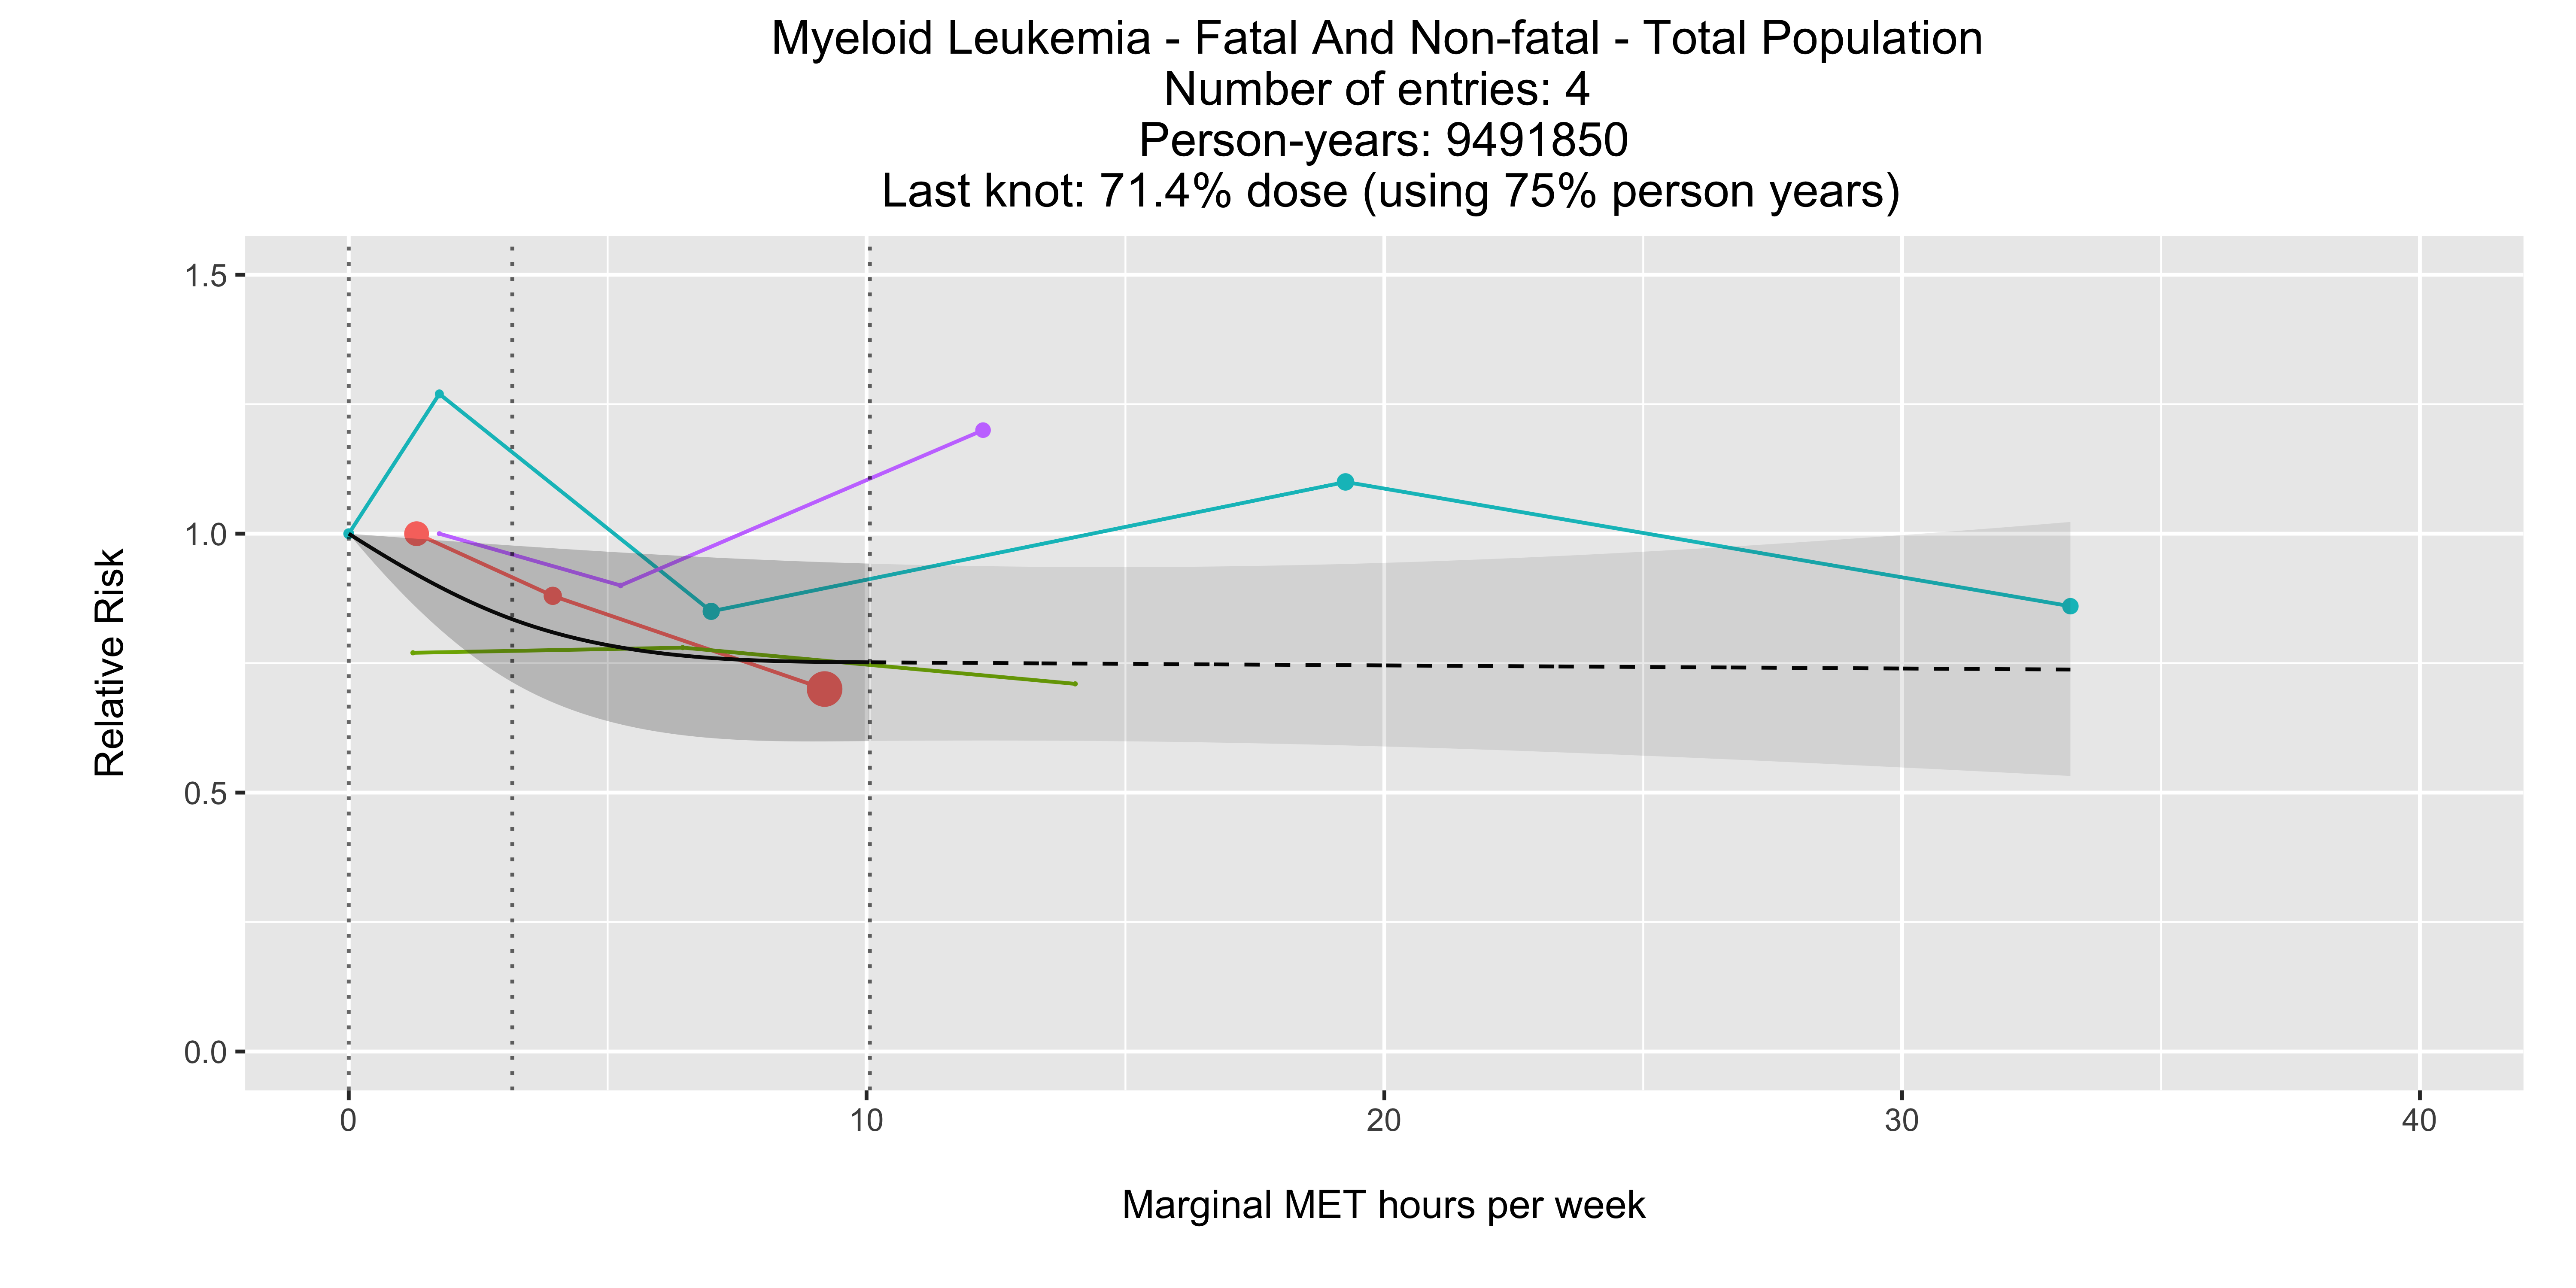 Myeloid Leukemia - Fatal And Non-fatal - Total Population
Number of entries: 4
Person-years: 9491850
Last knot: 71.4% dose (using 75% person years)
1.5
1.0
0.5
0.0
Relative Risk
0 10 20 30 40
Marginal MET hours per week